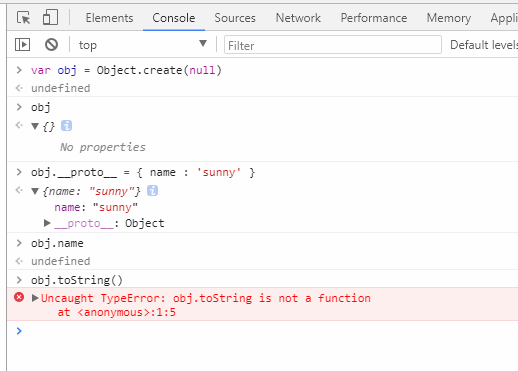 Elements Console Sources Network Performance Memory Appli
top Filter Default levels
> var obj = Object.create(null)
undefined
> obj
{}
No properties
> obj.__proto__ = { name : 'sunny' }
{name: "sunny"}
name: "sunny"
__proto__: Object
> obj.name
undefined
> obj.toString()
Uncaught TypeError: obj.toString is not a function
at <anonymous>:1:5
>